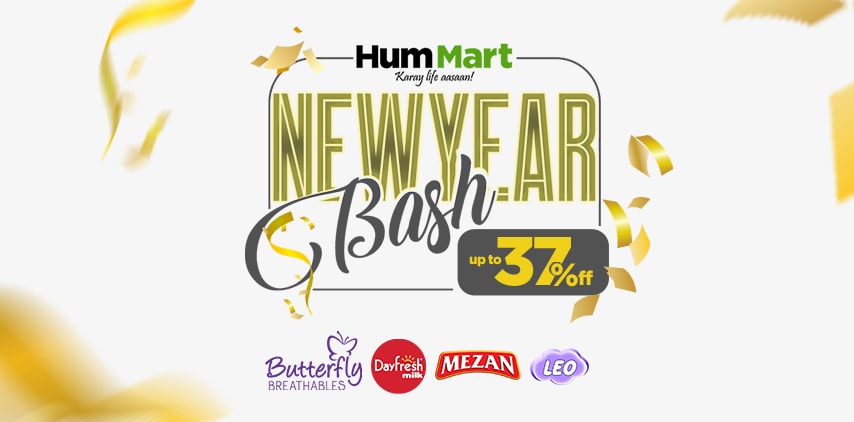 HumMart
Karay life aasaan!
NEWYEAR
Bash
up to 37%off
Butterfly
BREATHABLES
Dayfresh
milk
MEZAN
LEO